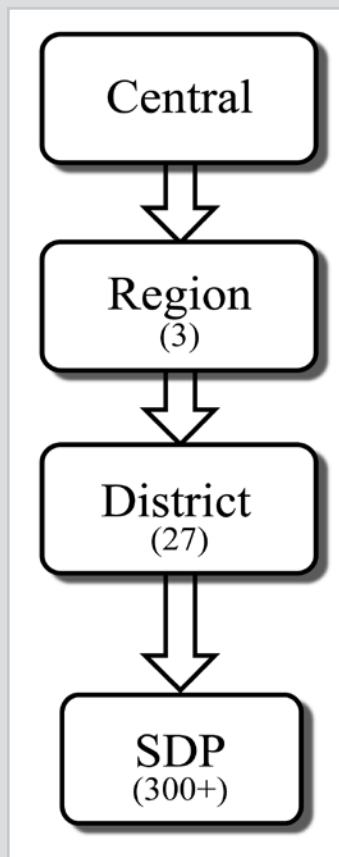 Central
Region
(3)
District
(27)
SDP
(300+)